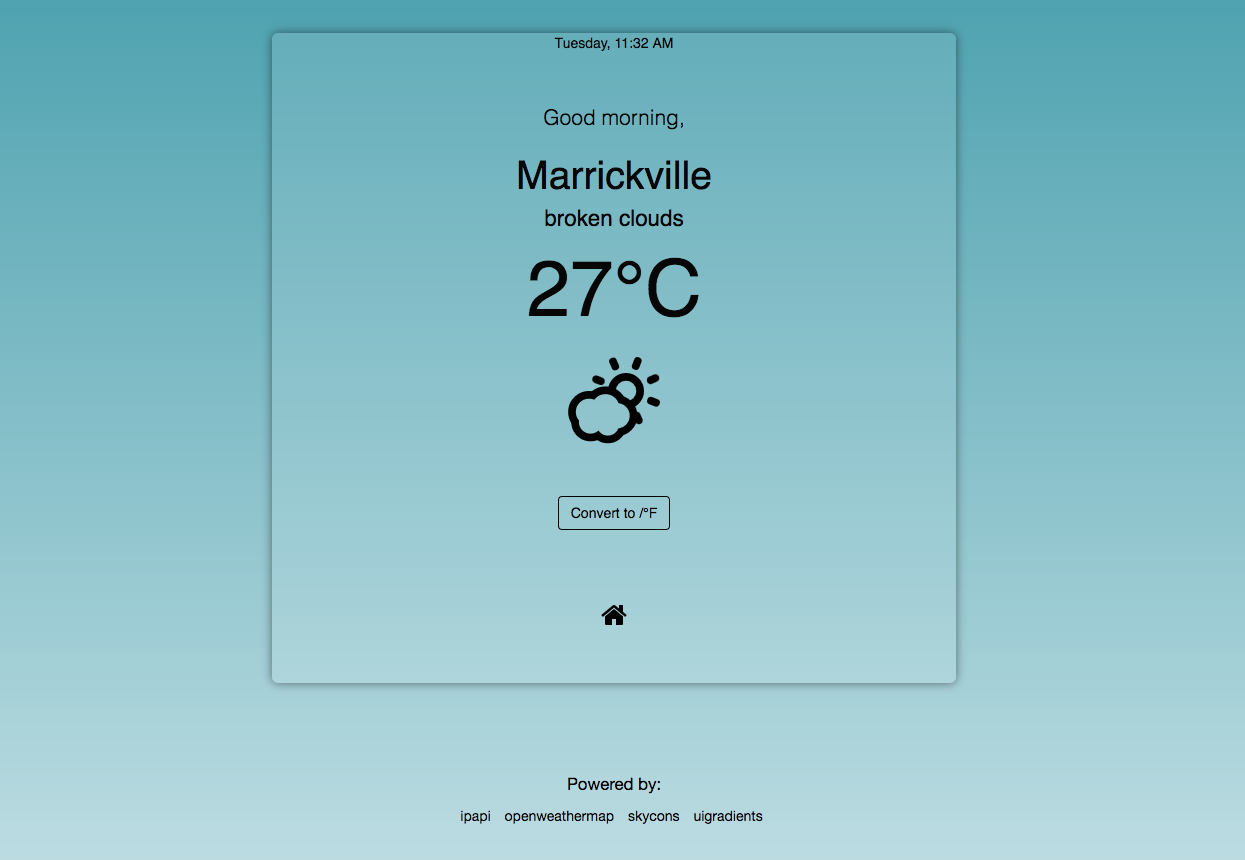 Tuesday, 11:32 AM
Good morning,
Marrickville
broken clouds
27°C
Convert to /°F
Powered by:
ipapi openweathermap skycons uigradients